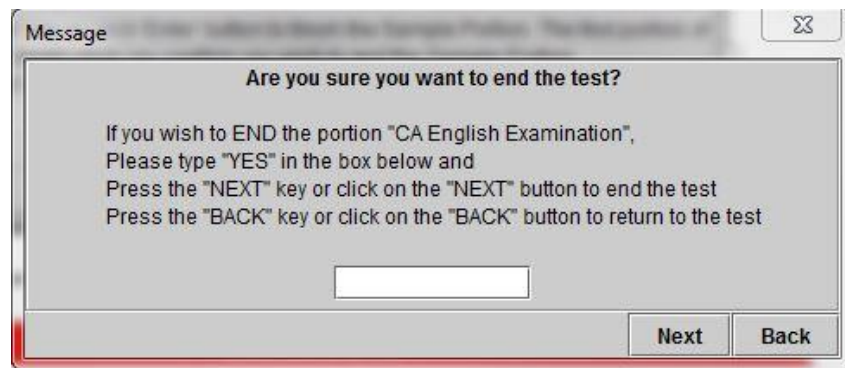 Message
Are you sure you want to end the test?
If you wish to END the portion "CA English Examination",
Please type "YES" in the box below and
Press the "NEXT" key or click on the "NEXT" button to end the test
Press the "BACK" key or click on the "BACK" button to return to the test
Next Back